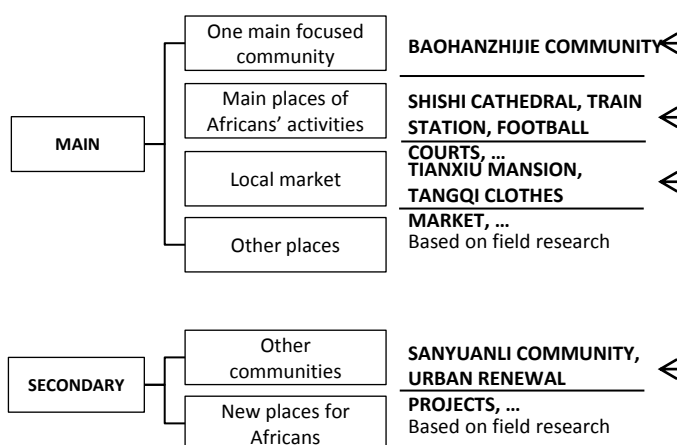 One main focused
community
BAOHANZHIJIE COMMUNITY
MAIN
Main places of
Africans’ activities
SHISHI CATHEDRAL, TRAIN
STATION, FOOTBALL
COURTS, ...
Local market
TIANXIU MANSION,
TANGQI CLOTHES
MARKET, ...
Other places
Based on field research
SECONDARY
Other
communities
SANYUANLI COMMUNITY,
URBAN RENEWAL
PROJECTS, ...
New places for
Africans
Based on field research